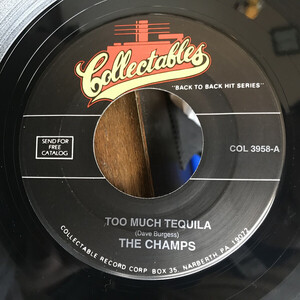 Collectables
"BACK TO BACK HIT SERIES"
SEND FOR
FREE
CATALOG
COL 3958-A
TOO MUCH TEQUILA
(Dave Burgess)
THE CHAMPS
COLLECTABLE RECORD CORP BOX 35, NARBERTH PA 19072